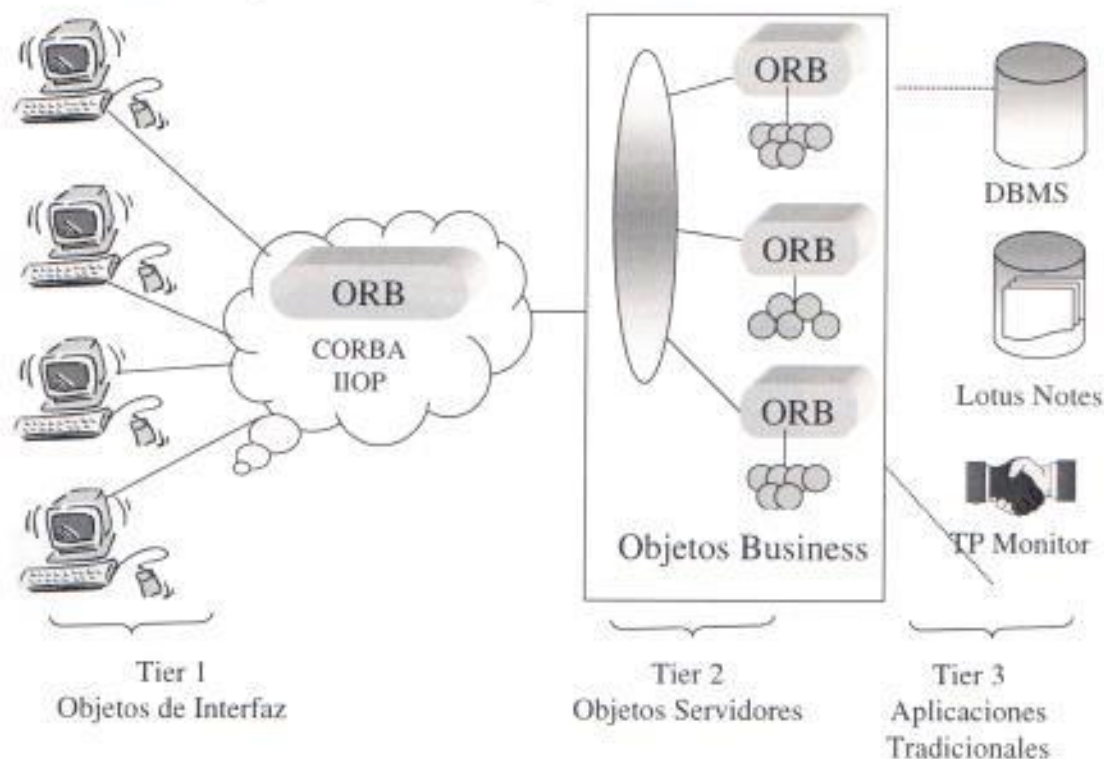 ORB
CORBA
IIOP
ORB
ORB
ORB
Objetos Business
DBMS
Lotus Notes
TP Monitor
Tier 1
Objetos de Interfaz
Tier 2
Objetos Servidores
Tier 3
Aplicaciones
Tradicionales